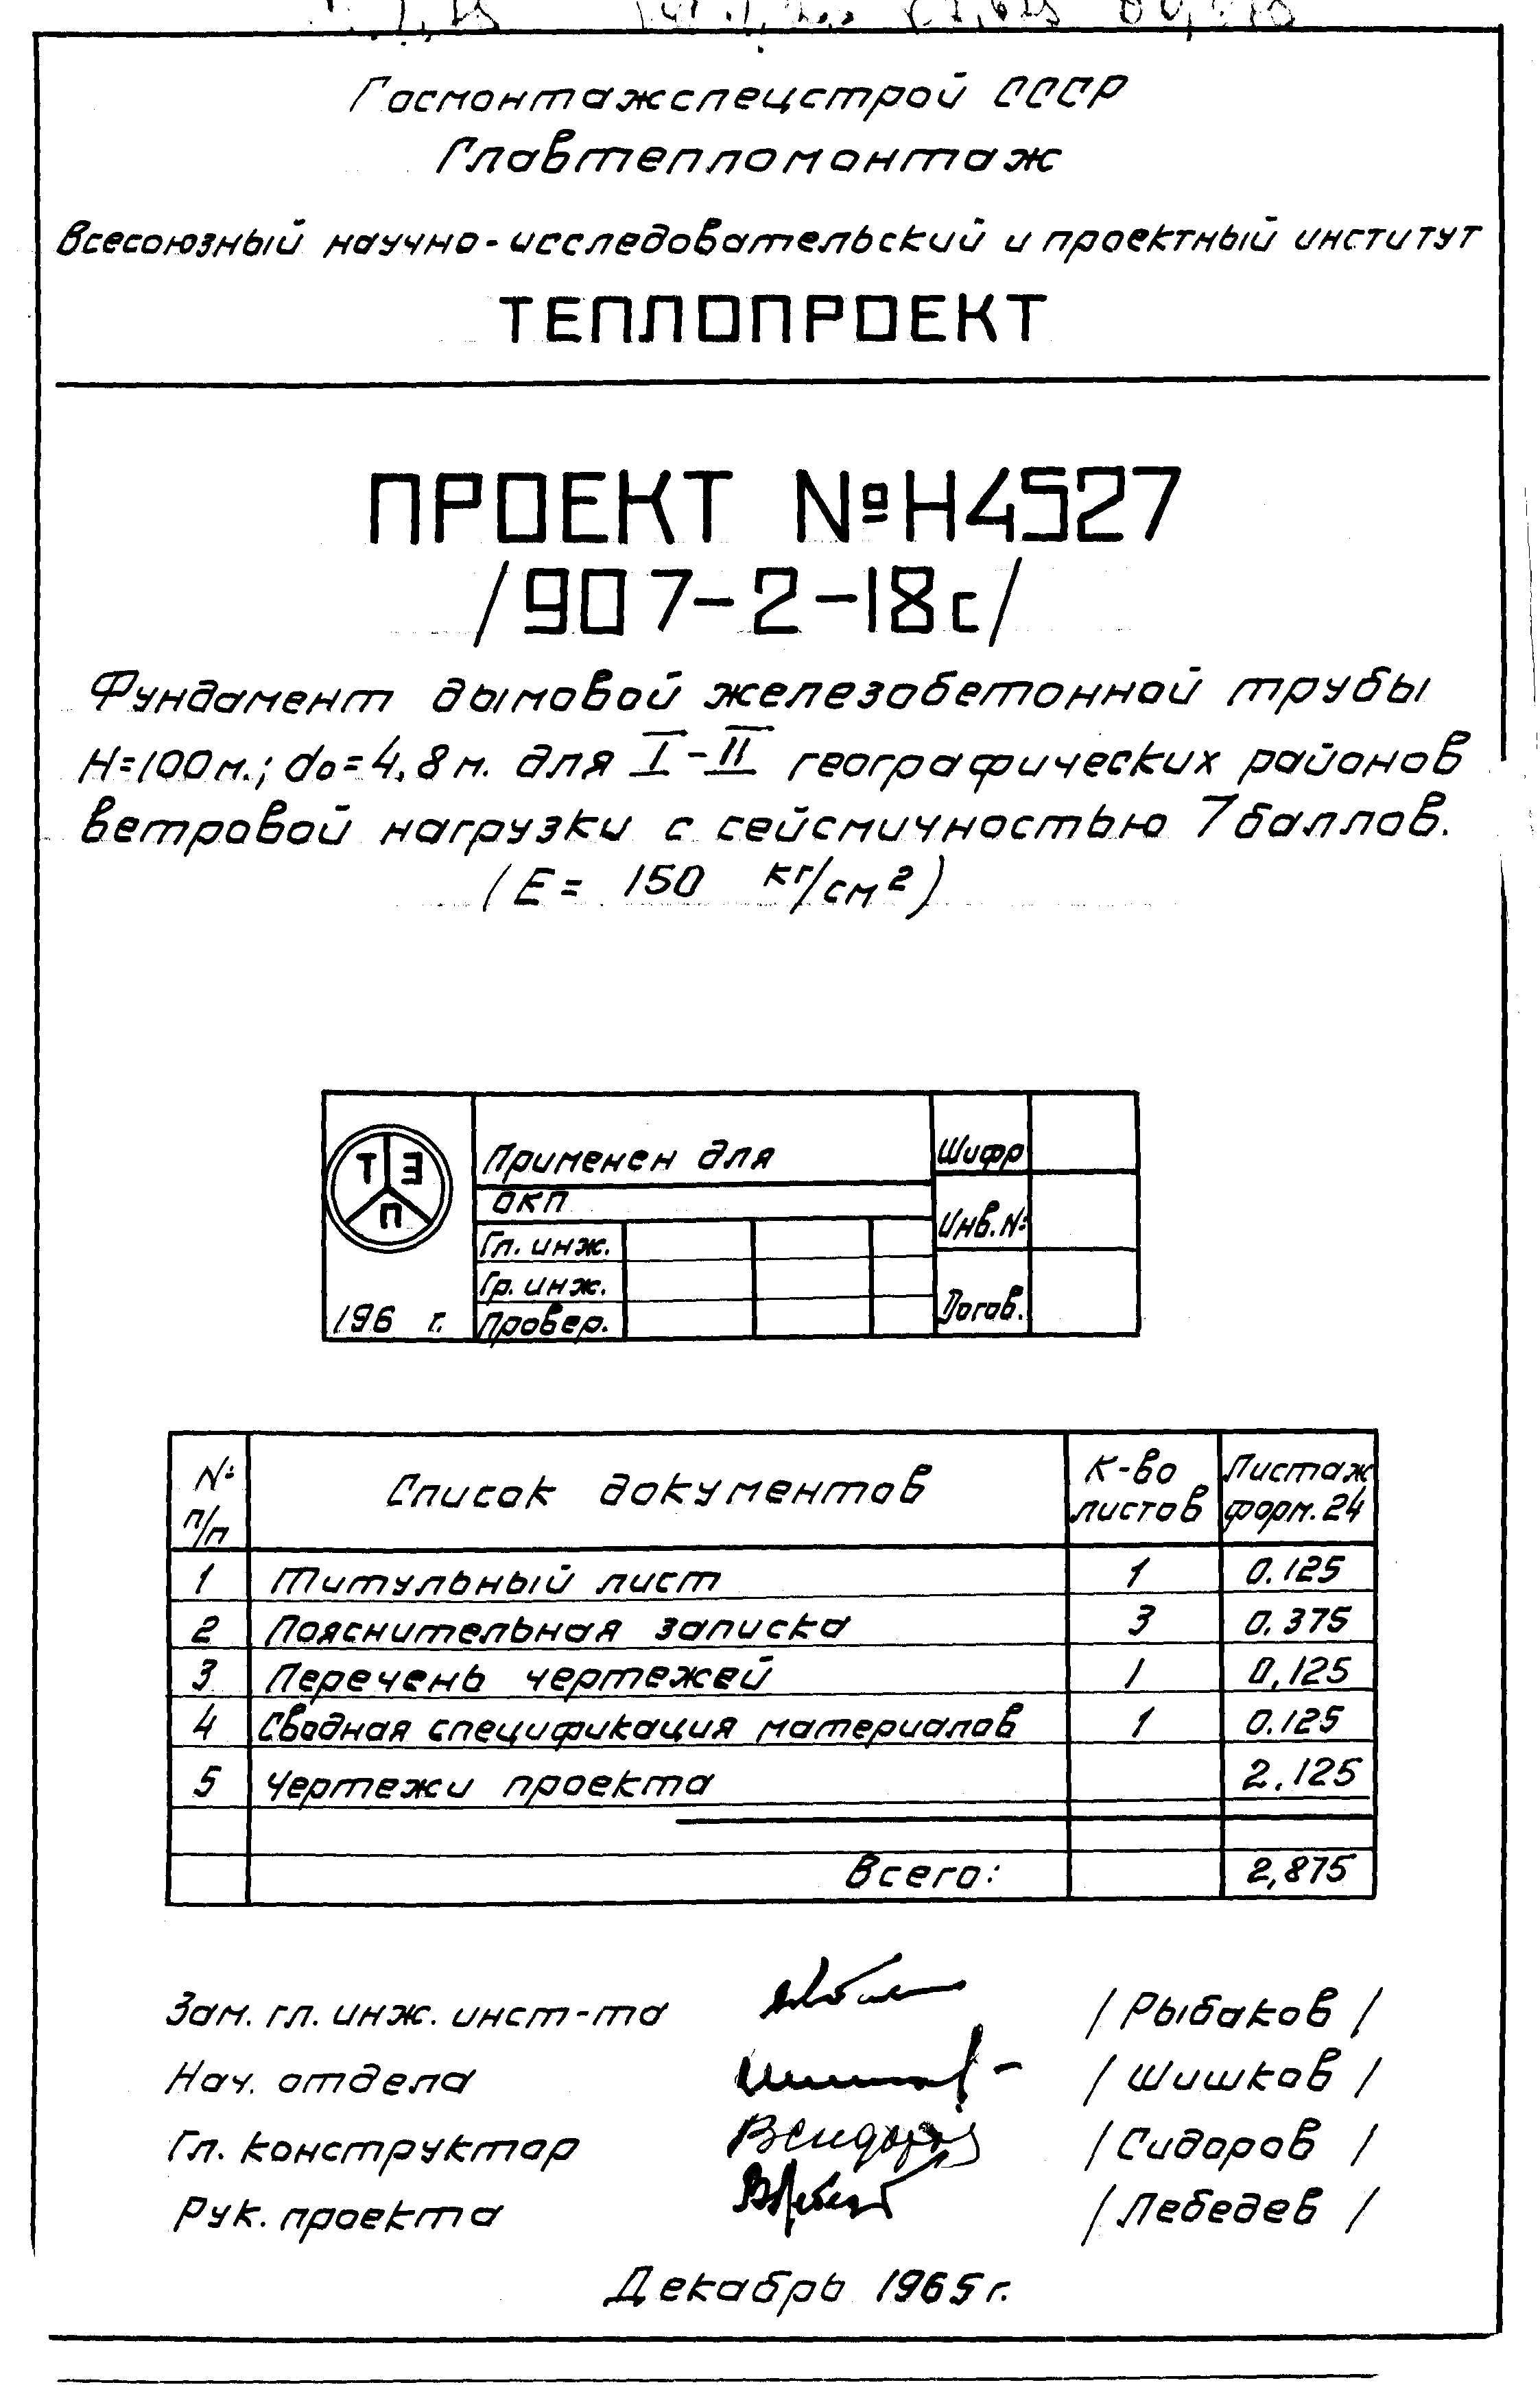 Госмонтажспецстрой СССР
Главтепломонтаж
Всесоюзный научно-исследовательский и проектный институт
ТЕПЛОПРОЕКТ
ПРОЕКТ №Н4527
/907-2-18с/
Фундамент дымовой железобетонной трубы
Н=100м.; d₀=4,8м. для I-II географических районов
ветровой нагрузки с сейсмичностью 7 баллов.
(Е= 150 кг/см²)
Т Э П
196 г.
Применен для
ОКП
Гл. инж.
Гр. инж.
Провер.
Шифр
Инв. №
Догов.
№ п/п Список документов К-во листов Листаж форм. 24
1 Титульный лист 1 0.125
2 Пояснительная записка 3 0.375
3 Перечень чертежей 1 0,125
4 Сводная спецификация материалов 1 0.125
5 Чертежи проекта 2.125
Всего: 2,875
Зам. гл. инж. инст-та /Рыбаков/
Нач. отдела /Шишков/
Гл. конструктор /Сидоров/
Рук. проекта /Лебедев/
Декабрь 1965г.